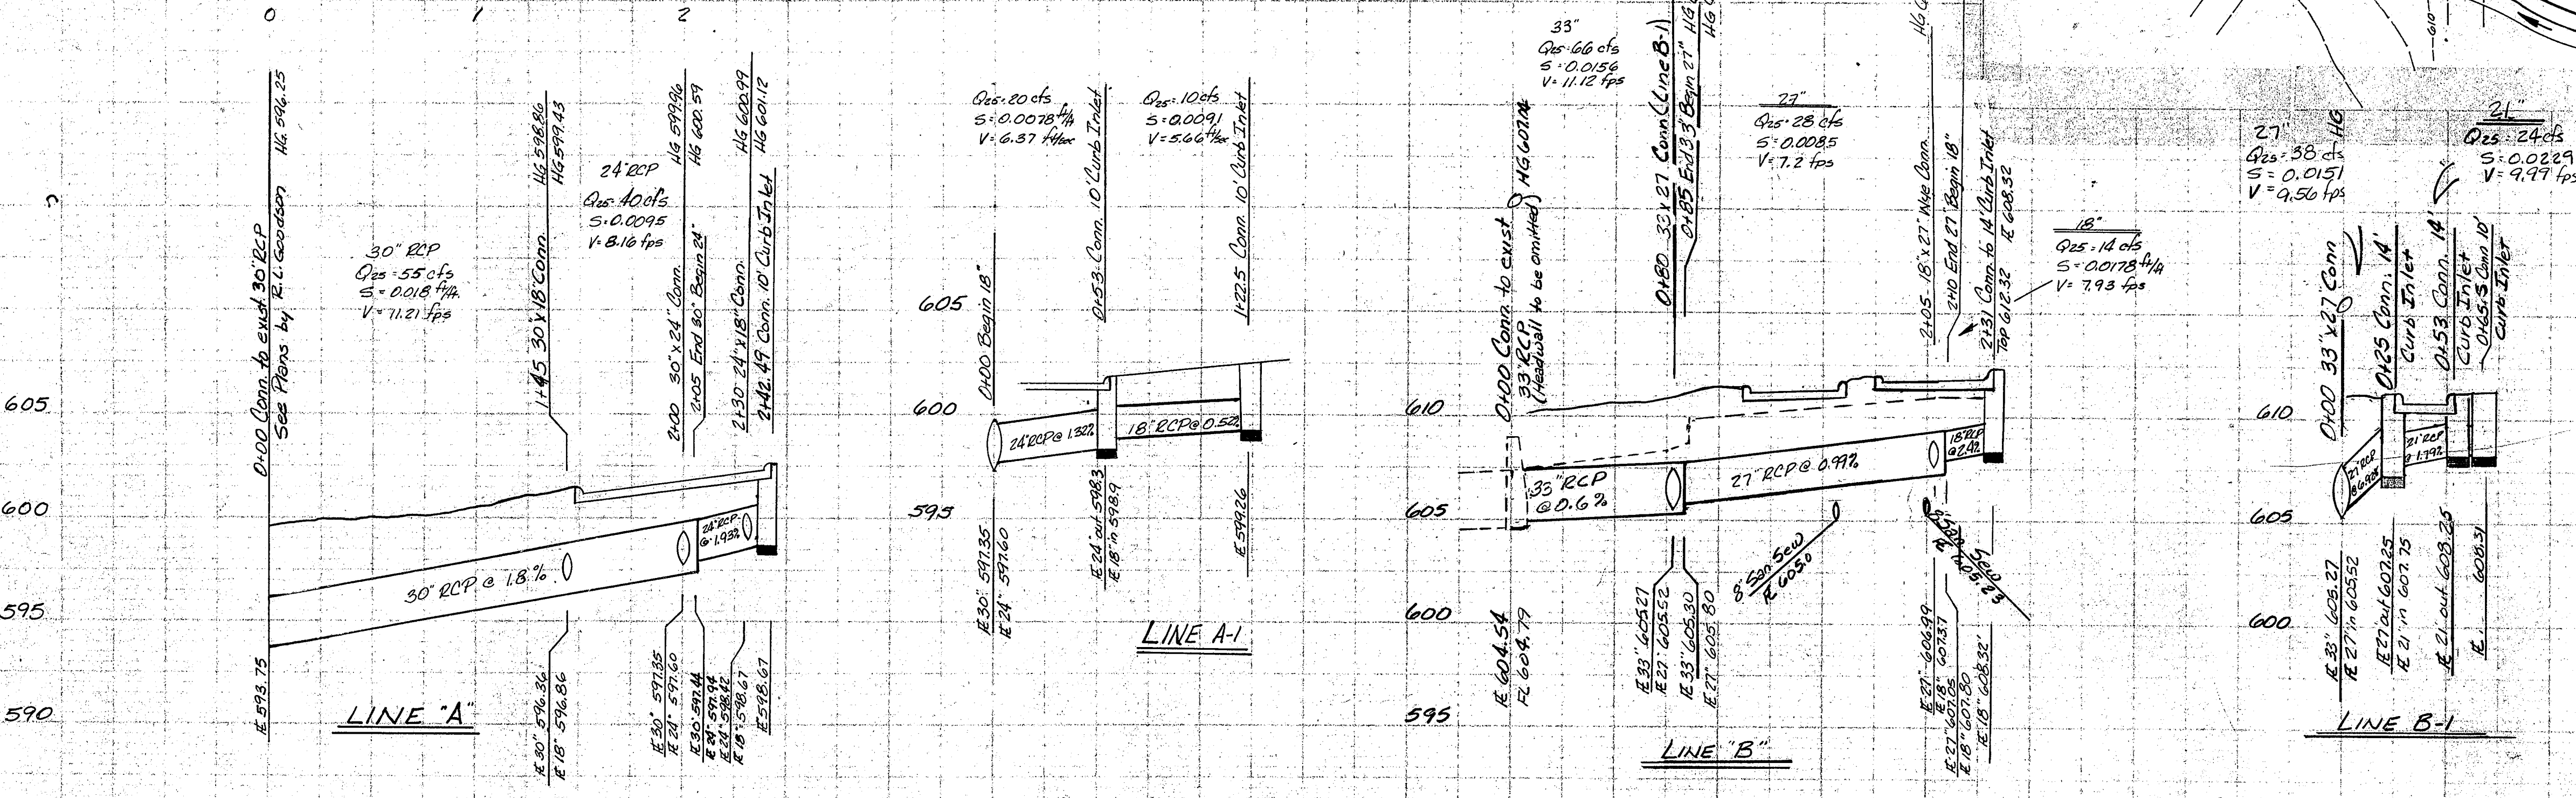 0 1 2
0+00 Conn. to exist. 30" RCP
See Plans by R.L. Goodson HG 596.25
30" RCP
Q25 = 55 cfs
S = 0.018 ft/ft.
V = 11.21 fps
1+45 30"x18" Conn. HG 598.86
HG 599.43
24" RCP
Q25 = 40 cfs
S = 0.0095
V = 8.16 fps
2+00 30"x24" Conn. HG 599.96
2+05 End 30" Begin 24" HG 600.59
2+30 24"x18" Conn. HG 600.99
2+42.49 Conn. 10' Curb Inlet HG 601.12
605
600
595
590
30" RCP @ 1.8%
24" RCP
@ 1.93%
IE 593.75
IE 30" 596.36
IE 18" 596.86
IE 30" 597.35
IE 24" 597.60
IE 30" 597.44
IE 24" 597.94
IE 24" 598.42
IE 18" 598.67
IE 598.67
LINE "A"
Q25 = 20 cfs
S = 0.0078 ft/ft
V = 6.37 ft/sec
Q25 = 10 cfs
S = 0.0091
V = 5.66 ft/sec
0+00 Begin 18"
0+53 Conn. 10' Curb Inlet
1+22.5 Conn. 10' Curb Inlet
605
600
595
24" RCP @ 1.32%
18" RCP @ 0.52%
IE 30" 597.35
IE 24" 597.60
IE 24" out 598.3
IE 18" in 598.9
IE 599.26
LINE A-1
33"
Q25 = 66 cfs
S = 0.0156
V = 11.12 fps
0+00 Conn. to exist
33" RCP
(Headwall to be omitted) HG 607.04
0+80 33 x 27 Conn. (Line B-1)
0+85 End 33" Begin 27" HG
27"
Q25 = 28 cfs
S = 0.0085
V = 7.2 fps
2+05 18"x27" Wye Conn.
2+10 End 27" Begin 18"
2+31 Conn. to 14' Curb Inlet
Top 612.32 IE 608.32
18"
Q25 = 14 cfs
S = 0.0178 ft/ft
V = 7.93 fps
610
605
600
595
33" RCP
@ 0.6%
27" RCP @ 0.99%
18" RCP
@ 2.4%
8" San Sew
IE 605.0
IE 604.54
FL 604.79
IE 33" 605.27
IE 27" 605.52
IE 33" 605.30
IE 27" 605.80
IE 27" 606.99
IE 18" 607.37
IE 27" 607.05
IE 18" 607.80
IE 18" 608.32
LINE "B"
610
27"
Q25 = 38 cfs
S = 0.0151
V = 9.56 fps
21"
Q25 = 24 cfs
S = 0.0229
V = 9.99 fps
0+00 33"x27" Conn HG
0+25 Conn. 14'
Curb Inlet
0+53 Conn. 14'
Curb Inlet
0+65.5 Conn 10'
Curb Inlet
610
605
600
27" RCP
21" RCP
@ 1.79%
IE 33" 605.27
IE 27" in 605.52
IE 27" out 607.25
IE 21" in 607.75
IE 21" out 608.25
IE 608.31
LINE B-1